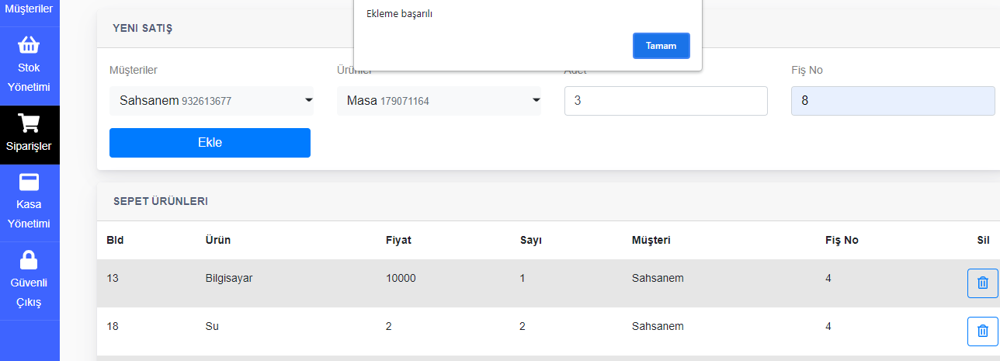 Müşteriler
Stok
Yönetimi
Siparişler
Kasa
Yönetimi
Güvenli
Çıkış
Ekleme başarılı
Tamam
YENI SATIŞ
Müşteriler Ürünler Adet Fiş No
Sahsanem 932613677 Masa 179071164 3 8
Ekle
SEPET ÜRÜNLERI
BId Ürün Fiyat Sayı Müşteri Fiş No Sil
13 Bilgisayar 10000 1 Sahsanem 4
18 Su 2 2 Sahsanem 4